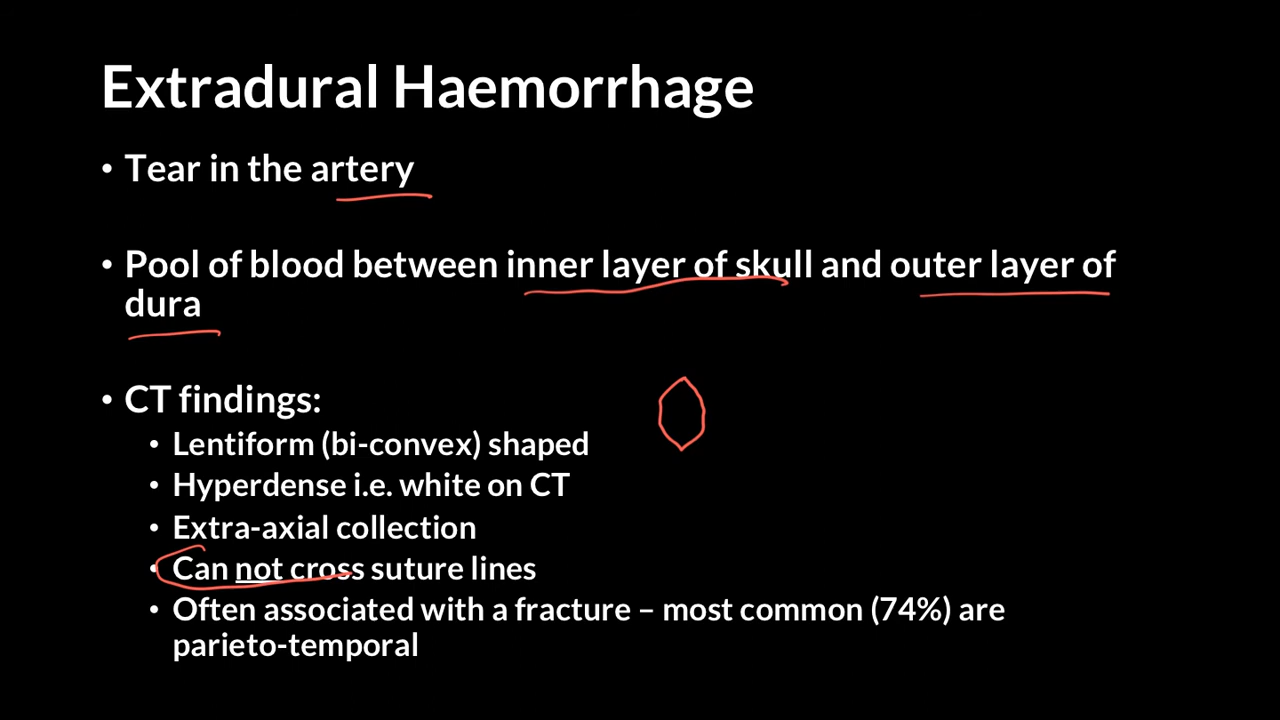 Extradural Haemorrhage
• Tear in the artery
• Pool of blood between inner layer of skull and outer layer of
dura
• CT findings:
• Lentiform (bi-convex) shaped
• Hyperdense i.e. white on CT
• Extra-axial collection
• Can not cross suture lines
• Often associated with a fracture – most common (74%) are
parieto-temporal